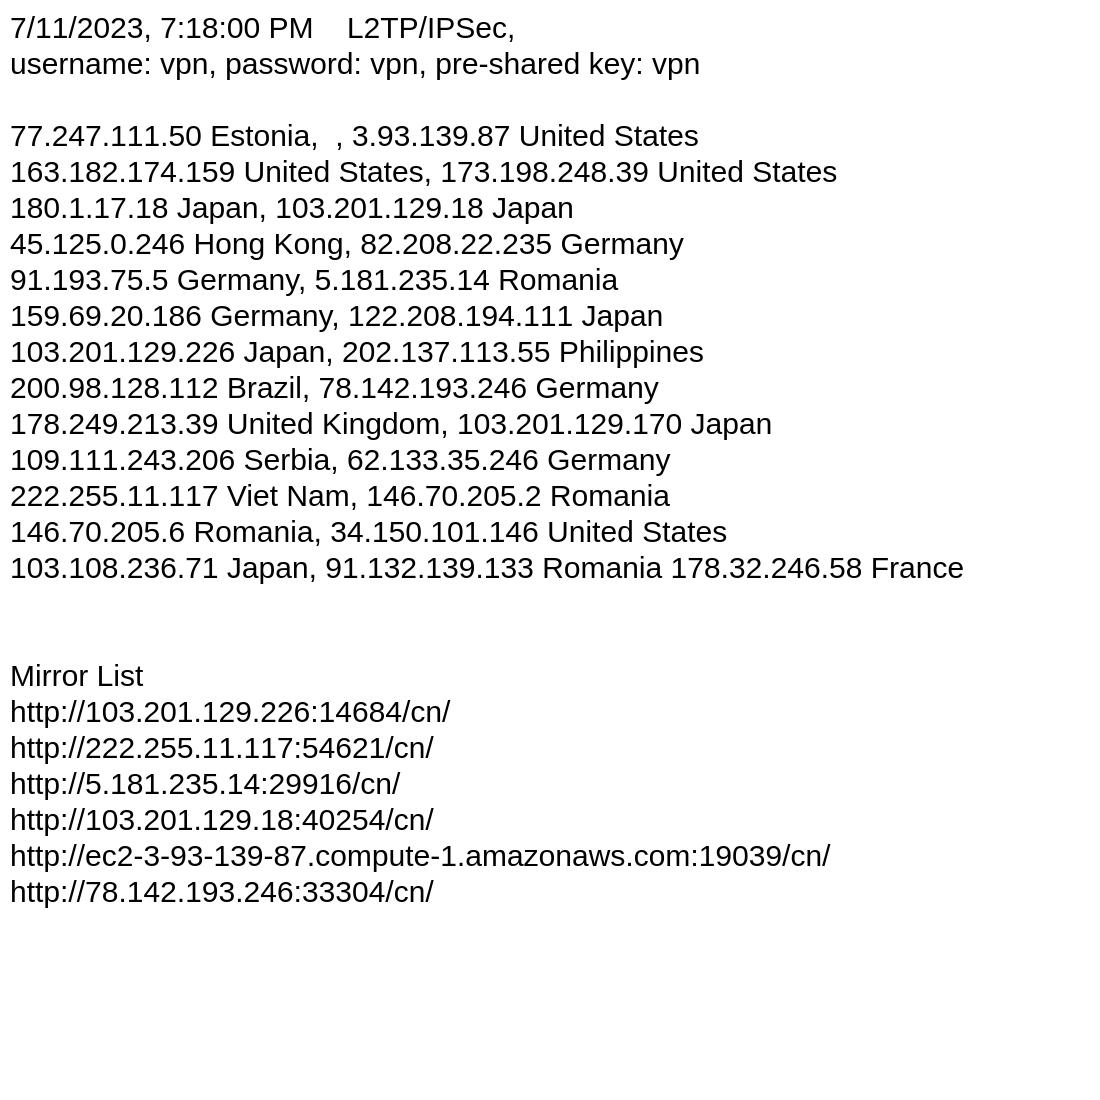 7/11/2023, 7:18:00 PM    L2TP/IPSec,
username: vpn, password: vpn, pre-shared key: vpn
77.247.111.50 Estonia,  , 3.93.139.87 United States
163.182.174.159 United States, 173.198.248.39 United States
180.1.17.18 Japan, 103.201.129.18 Japan
45.125.0.246 Hong Kong, 82.208.22.235 Germany
91.193.75.5 Germany, 5.181.235.14 Romania
159.69.20.186 Germany, 122.208.194.111 Japan
103.201.129.226 Japan, 202.137.113.55 Philippines
200.98.128.112 Brazil, 78.142.193.246 Germany
178.249.213.39 United Kingdom, 103.201.129.170 Japan
109.111.243.206 Serbia, 62.133.35.246 Germany
222.255.11.117 Viet Nam, 146.70.205.2 Romania
146.70.205.6 Romania, 34.150.101.146 United States
103.108.236.71 Japan, 91.132.139.133 Romania 178.32.246.58 France
Mirror List
http://103.201.129.226:14684/cn/
http://222.255.11.117:54621/cn/
http://5.181.235.14:29916/cn/
http://103.201.129.18:40254/cn/
http://ec2-3-93-139-87.compute-1.amazonaws.com:19039/cn/
http://78.142.193.246:33304/cn/